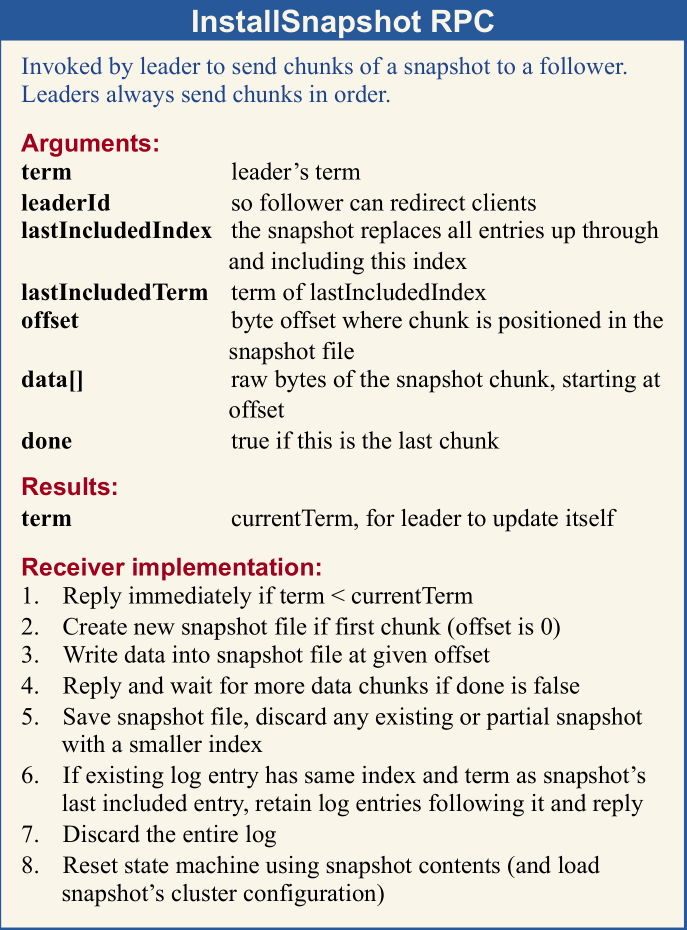 InstallSnapshot RPC
Invoked by leader to send chunks of a snapshot to a follower.
Leaders always send chunks in order.
Arguments:
term leader’s term
leaderId so follower can redirect clients
lastIncludedIndex the snapshot replaces all entries up through
and including this index
lastIncludedTerm term of lastIncludedIndex
offset byte offset where chunk is positioned in the
snapshot file
data[] raw bytes of the snapshot chunk, starting at
offset
done true if this is the last chunk
Results:
term currentTerm, for leader to update itself
Receiver implementation:
1. Reply immediately if term < currentTerm
2. Create new snapshot file if first chunk (offset is 0)
3. Write data into snapshot file at given offset
4. Reply and wait for more data chunks if done is false
5. Save snapshot file, discard any existing or partial snapshot
with a smaller index
6. If existing log entry has same index and term as snapshot’s
last included entry, retain log entries following it and reply
7. Discard the entire log
8. Reset state machine using snapshot contents (and load
snapshot’s cluster configuration)